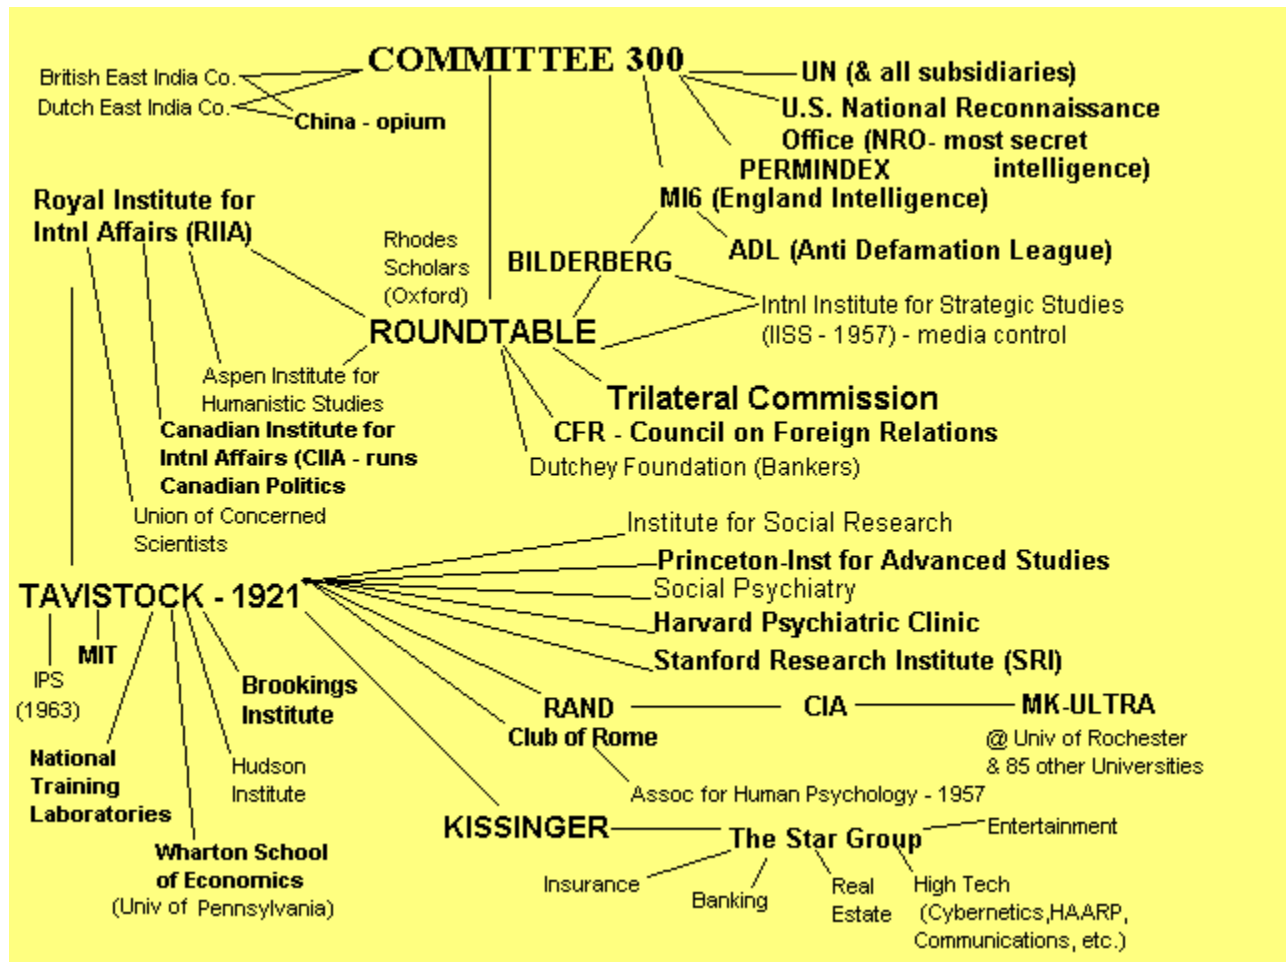 COMMITTEE 300
British East India Co.
Dutch East India Co.
China - opium
UN (& all subsidiaries)
U.S. National Reconnaissance
Office (NRO- most secret
intelligence)
PERMINDEX
MI6 (England Intelligence)
ADL (Anti Defamation League)
BILDERBERG
Royal Institute for
Intnl Affairs (RIIA)
Rhodes
Scholars
(Oxford)
Intnl Institute for Strategic Studies
(IISS - 1957) - media control
ROUNDTABLE
Aspen Institute for
Humanistic Studies
Trilateral Commission
CFR - Council on Foreign Relations
Dutchey Foundation (Bankers)
Canadian Institute for
Intnl Affairs (CIIA - runs
Canadian Politics
Union of Concerned
Scientists
Institute for Social Research
Princeton-Inst for Advanced Studies
Social Psychiatry
Harvard Psychiatric Clinic
Stanford Research Institute (SRI)
TAVISTOCK - 1921
MIT
IPS
(1963)
Brookings
Institute
RAND
CIA
MK-ULTRA
@ Univ of Rochester
& 85 other Universities
Club of Rome
National
Training
Laboratories
Hudson
Institute
Assoc for Human Psychology - 1957
KISSINGER
The Star Group
Entertainment
Wharton School
of Economics
(Univ of Pennsylvania)
Insurance
Banking
Real
Estate
High Tech
(Cybernetics,HAARP,
Communications, etc.)